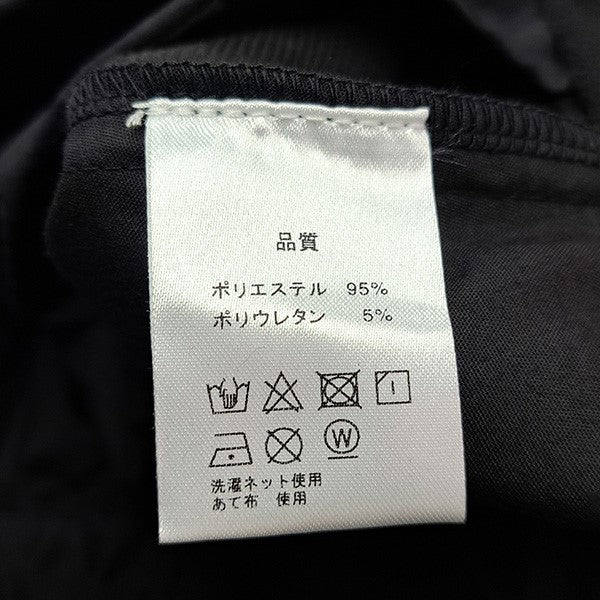 品質
ポリエステル 95%
ポリウレタン 5%
W
洗濯ネット使用
あて布 使用